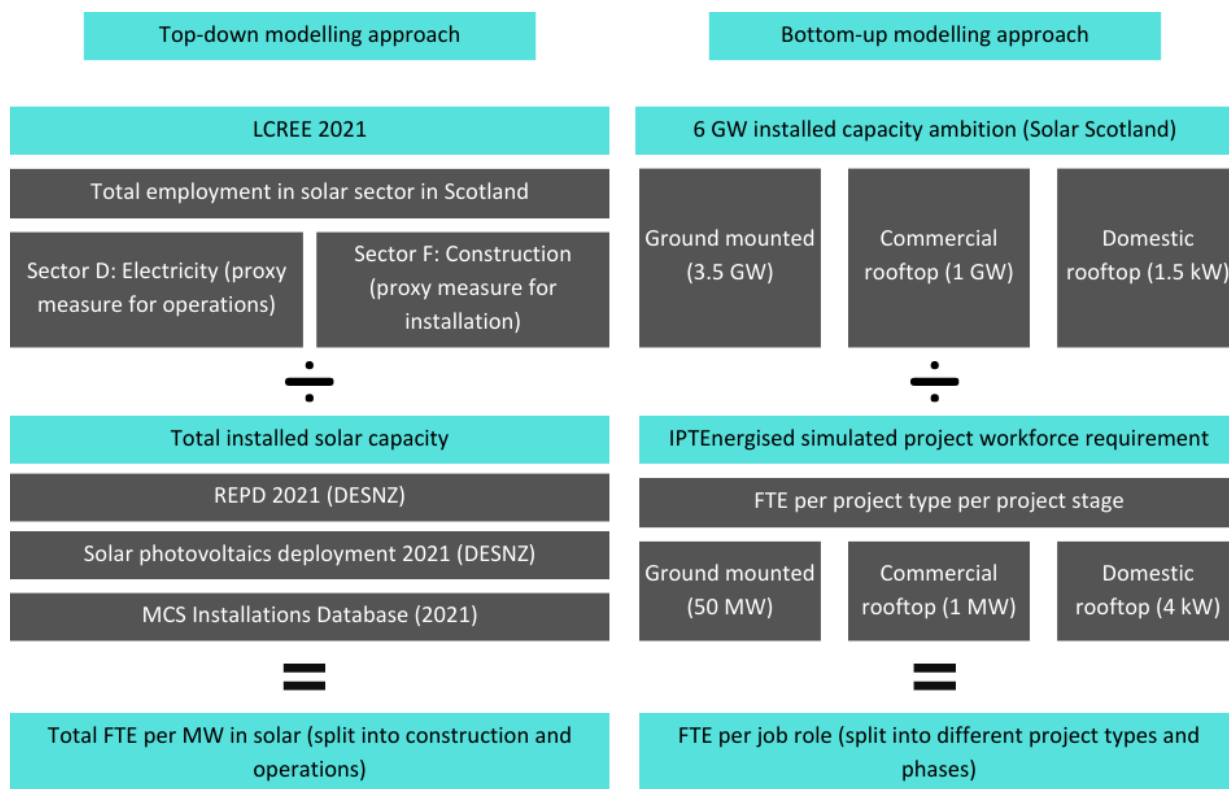 Top-down modelling approach
Bottom-up modelling approach
LCREE 2021
6 GW installed capacity ambition (Solar Scotland)
Total employment in solar sector in Scotland
Sector D: Electricity (proxy
measure for operations)
Sector F: Construction
(proxy measure for
installation)
Ground mounted
(3.5 GW)
Commercial
rooftop (1 GW)
Domestic
rooftop (1.5 kW)
÷
÷
Total installed solar capacity
IPTEnergised simulated project workforce requirement
REPD 2021 (DESNZ)
Solar photovoltaics deployment 2021 (DESNZ)
MCS Installations Database (2021)
FTE per project type per project stage
Ground mounted
(50 MW)
Commercial
rooftop (1 MW)
Domestic
rooftop (4 kW)
=
=
Total FTE per MW in solar (split into construction and
operations)
FTE per job role (split into different project types and
phases)